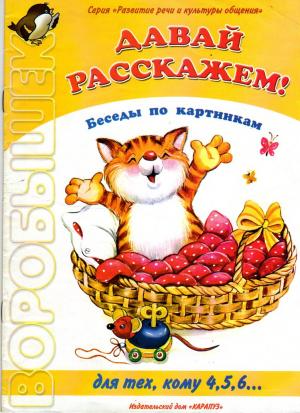 Серия «Развитие речи и культуры общения»
ДАВАЙ
РАССКАЖЕМ!
Беседы по картинкам
ВОРОБЫШЕК
для тех, кому 4,5,6...
Издательский дом «КАРАПУЗ»